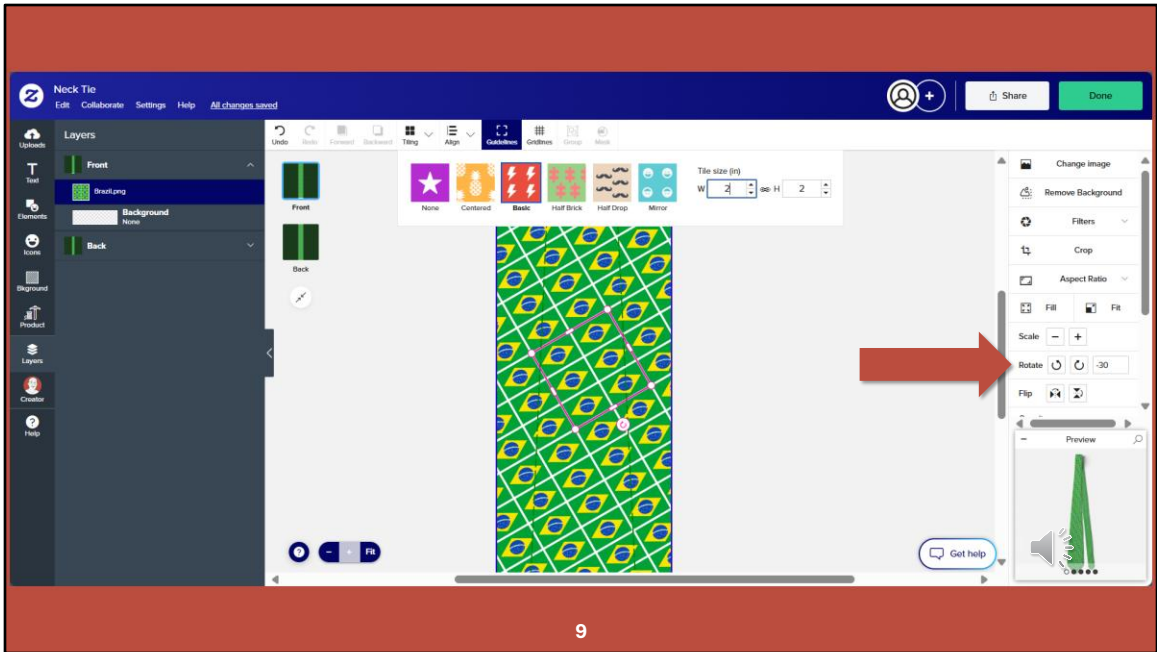 Neck Tie
Edit Collaborate Settings Help All changes saved
Share
Done
Uploads
Text
Elements
Icons
Bkground
Product
Layers
Creator
Help
Layers
Front
Brazil.png
Background
None
Back
Undo Redo Forward Backward Tiling Align Guidelines Gridlines Group Mask
Front
Back
None Centered Basic Half Brick Half Drop Mirror
Tile size (in)
W 2 H 2
Change image
Remove Background
Filters
Crop
Aspect Ratio
Fill Fit
Scale
Rotate -30
Flip
Preview
Fit
Get help
9